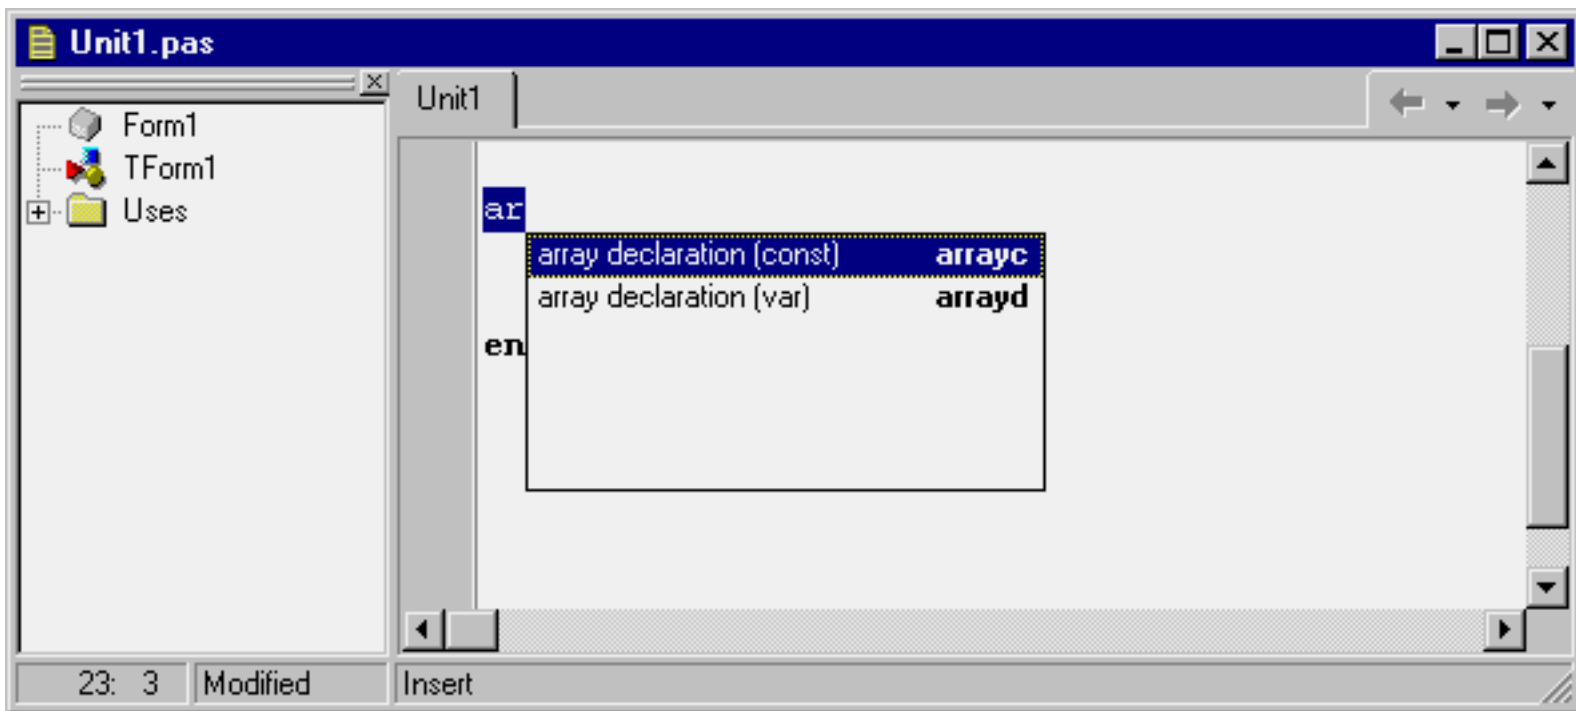 Unit1.pas
Form1
TForm1
Uses
Unit1
ar
array declaration (const) arrayc
array declaration (var) arrayd
en
23: 3 Modified Insert